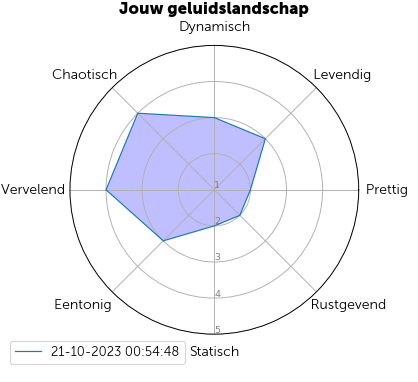 Jouw geluidslandschap
Dynamisch
Chaotisch
Levendig
Vervelend
1
Prettig
2
3
4
Eentonig
Rustgevend
5
21-10-2023 00:54:48
Statisch